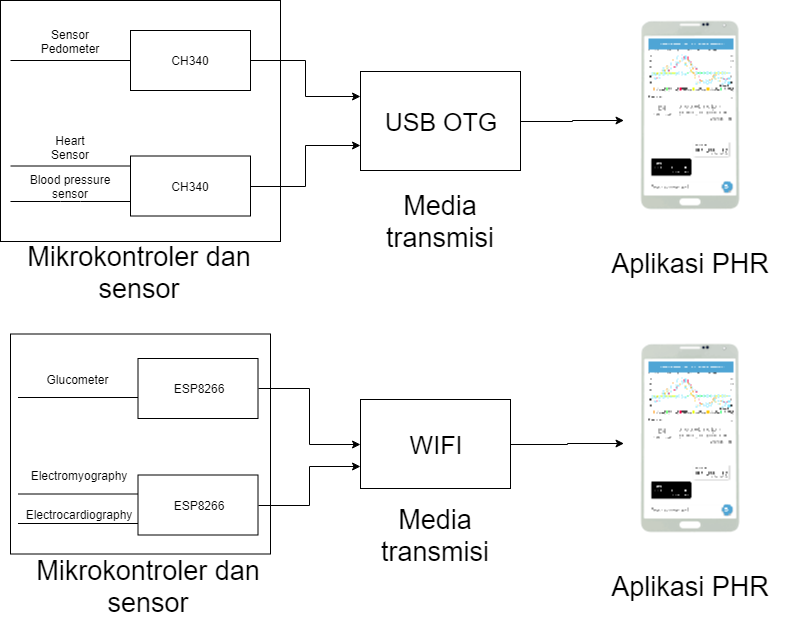 Sensor
Pedometer
CH340
Heart
Sensor
Blood pressure
sensor
CH340
USB OTG
Mikrokontroler dan
sensor
Media
transmisi
Aplikasi PHR
Glucometer
ESP8266
Electromyography
Electrocardiography
ESP8266
WIFI
Mikrokontroler dan
sensor
Media
transmisi
Aplikasi PHR